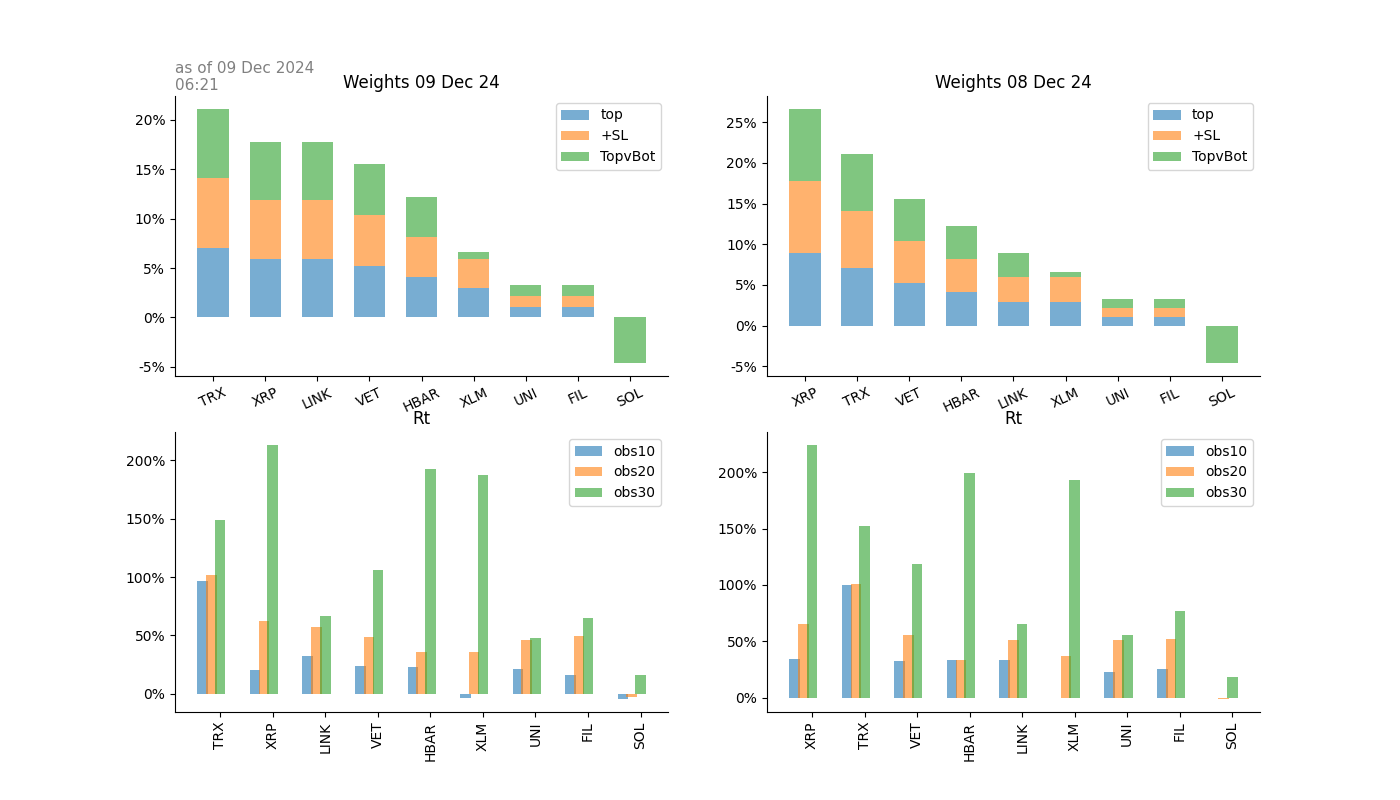 as of 09 Dec 2024
06:21
Weights 09 Dec 24
20%
15%
10%
5%
0%
-5%
top
+SL
TopvBot
TRX
XRP
LINK
VET
HBAR
XLM
UNI
FIL
SOL
Weights 08 Dec 24
25%
20%
15%
10%
5%
0%
-5%
top
+SL
TopvBot
XRP
TRX
VET
HBAR
LINK
XLM
UNI
FIL
SOL
Rt
200%
150%
100%
50%
0%
obs10
obs20
obs30
TRX
XRP
LINK
VET
HBAR
XLM
UNI
FIL
SOL
Rt
200%
150%
100%
50%
0%
obs10
obs20
obs30
XRP
TRX
VET
HBAR
LINK
XLM
UNI
FIL
SOL